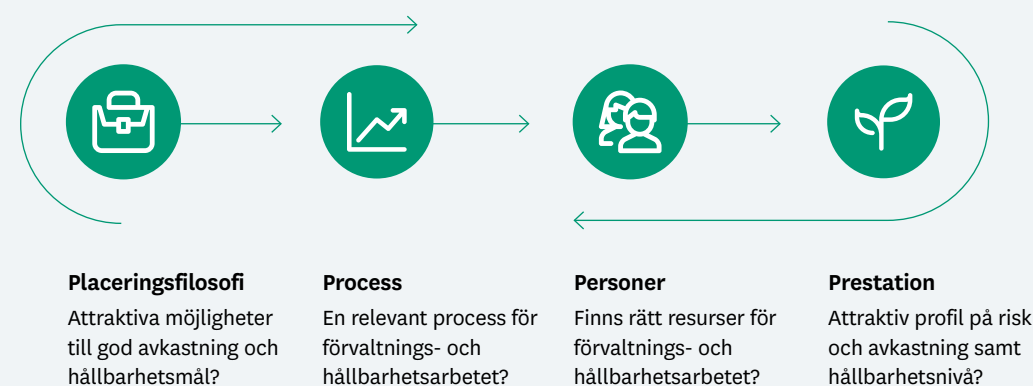 Placeringsfilosofi
Attraktiva möjligheter
till god avkastning och
hållbarhetsmål?
Process
En relevant process för
förvaltnings- och
hållbarhetsarbetet?
Personer
Finns rätt resurser för
förvaltnings- och
hållbarhetsarbetet?
Prestation
Attraktiv profil på risk
och avkastning samt
hållbarhetsnivå?